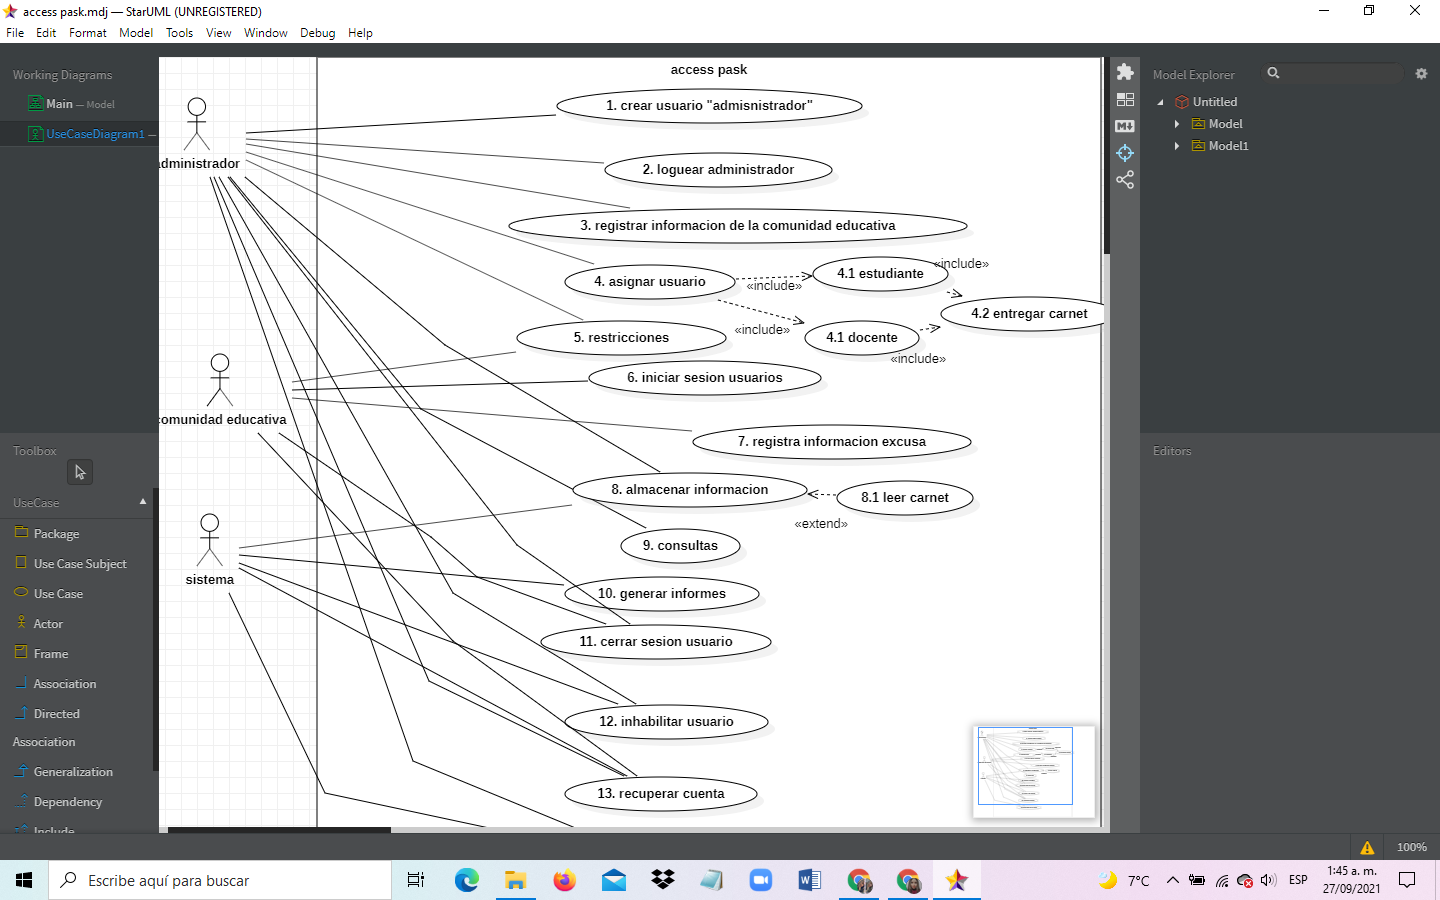 access pask.mdj — StarUML (UNREGISTERED)
File Edit Format Model Tools View Window Debug Help
Working Diagrams
Main — Model
UseCaseDiagram1 —
Toolbox
UseCase
Package
Use Case Subject
Use Case
Actor
Frame
Association
Directed
Association
Generalization
Dependency
Include
access pask
administrador
comunidad educativa
sistema
1. crear usuario "admisnistrador"
2. loguear administrador
3. registrar informacion de la comunidad educativa
4. asignar usuario
«include»
4.1 estudiante
«include»
4.2 entregar carnet
«include»
4.1 docente
«include»
5. restricciones
6. iniciar sesion usuarios
7. registra informacion excusa
8. almacenar informacion
8.1 leer carnet
«extend»
9. consultas
10. generar informes
11. cerrar sesion usuario
12. inhabilitar usuario
13. recuperar cuenta
M
Model Explorer
Untitled
Model
Model1
Editors
100%
Escribe aquí para buscar
7°C
ESP
1:45 a. m.
27/09/2021